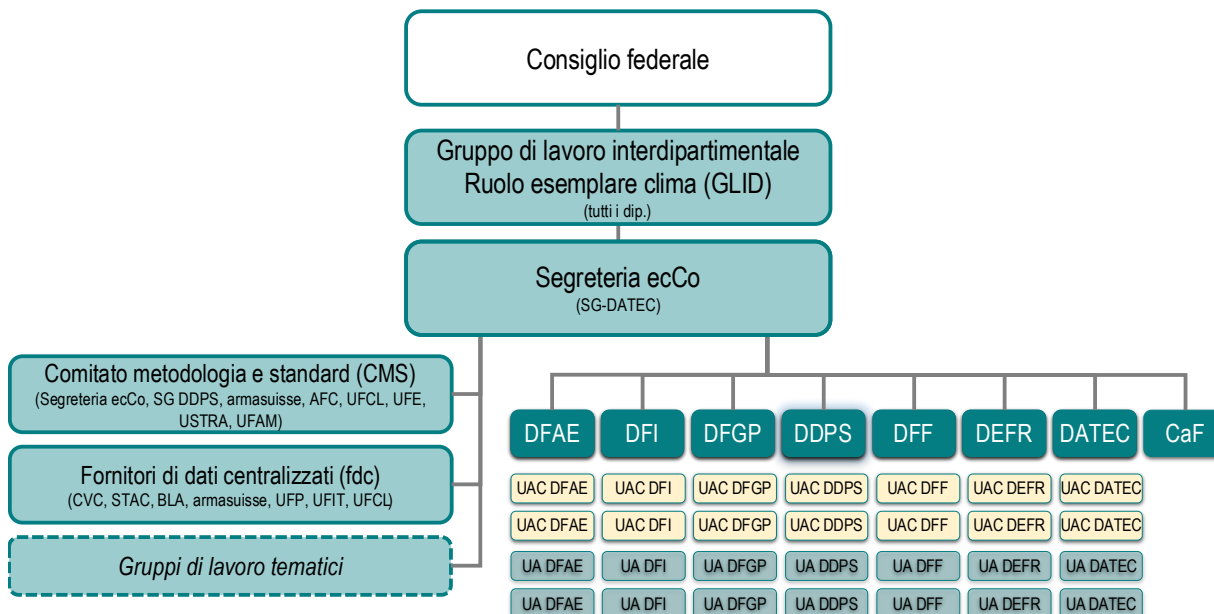 Consiglio federale
Gruppo di lavoro interdipartimentale
Ruolo esemplare clima (GLID)
(tutti i dip.)
Segreteria ecCo
(SG-DATEC)
Comitato metodologia e standard (CMS)
(Segreteria ecCo, SG DDPS, armasuisse, AFC, UFCL, UFE,
USTRA, UFAM)
Fornitori di dati centralizzati (fdc)
(CVC, STAC, BLA, armasuisse, UFP, UFIT, UFCL)
Gruppi di lavoro tematici
DFAE DFI DFGP DDPS DFF DEFR DATEC CaF
UAC DFAE UAC DFI UAC DFGP UAC DDPS UAC DFF UAC DEFR UAC DATEC
UAC DFAE UAC DFI UAC DFGP UAC DDPS UAC DFF UAC DEFR UAC DATEC
UA DFAE UA DFI UA DFGP UA DDPS UA DFF UA DEFR UA DATEC
UA DFAE UA DFI UA DFGP UA DDPS UA DFF UA DEFR UA DATEC